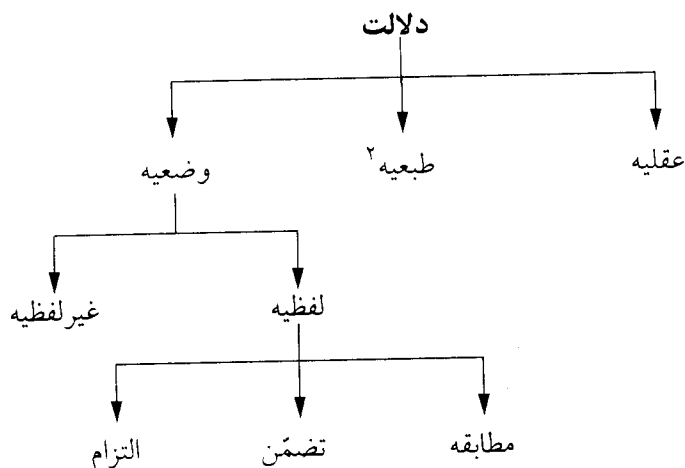 دلالت
عقلیه طبعیه۲ وضعیه
لفظیه غیرلفظیه
مطابقه تضمّن التزام